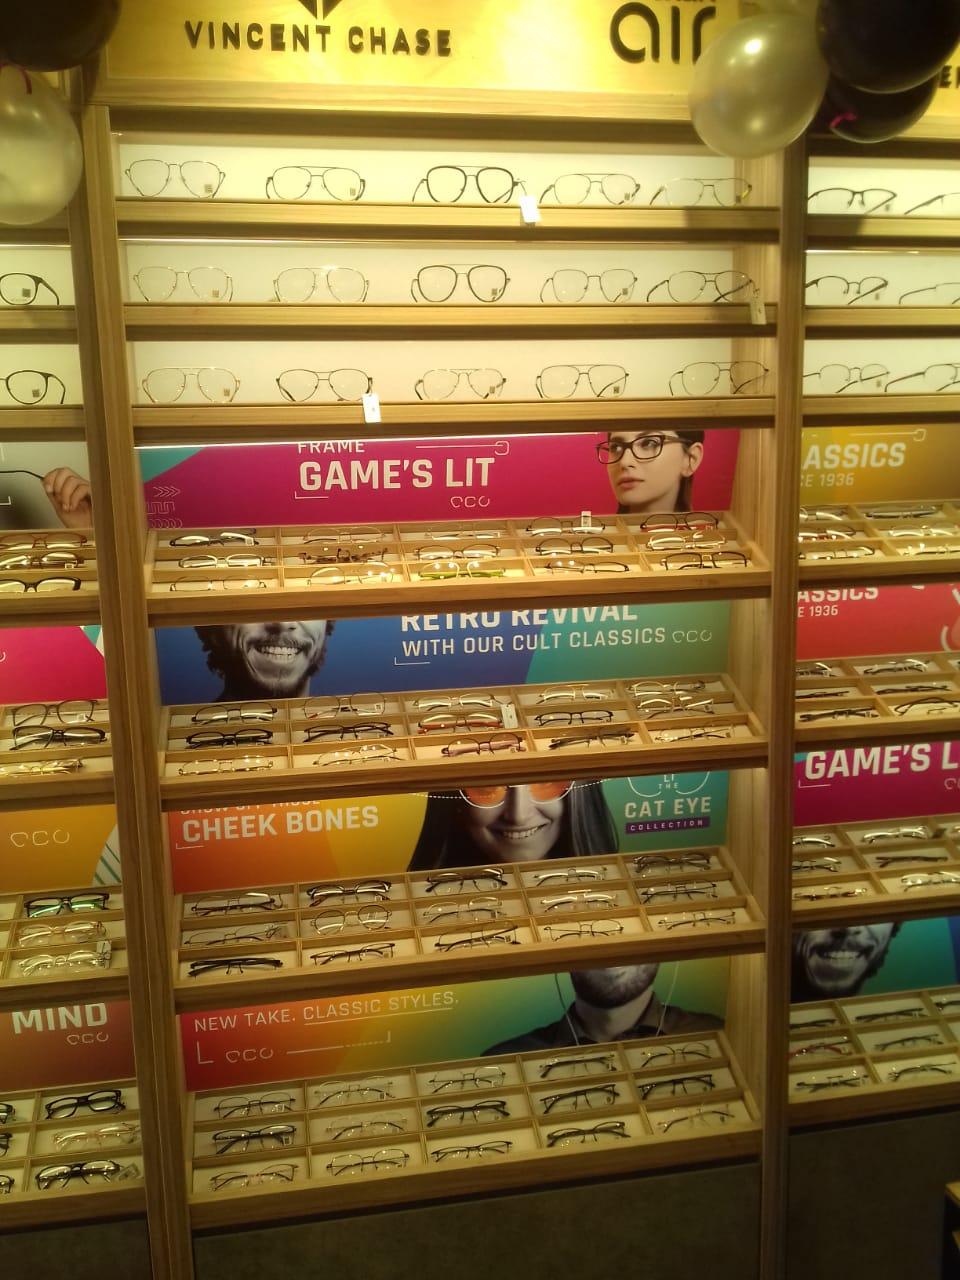 VINCENT CHASE
air
FRAME
GAME'S LIT
ASSICS
CE 1936
RETRO REVIVAL
WITH OUR CULT CLASSICS
ASSICS
E 1936
GAME'S L
CHEEK BONES
THE
CAT EYE
COLLECTION
MIND
NEW TAKE. CLASSIC STYLES.